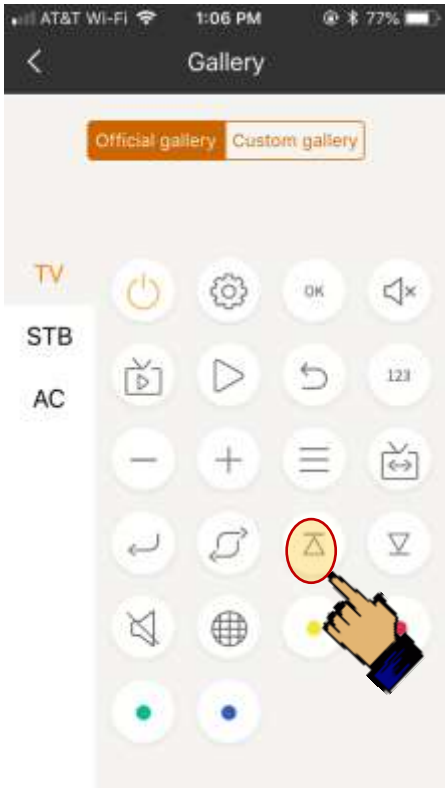 AT&T Wi-Fi 1:06 PM 77%
Gallery
Official gallery Custom gallery
TV
OK
STB
123
AC